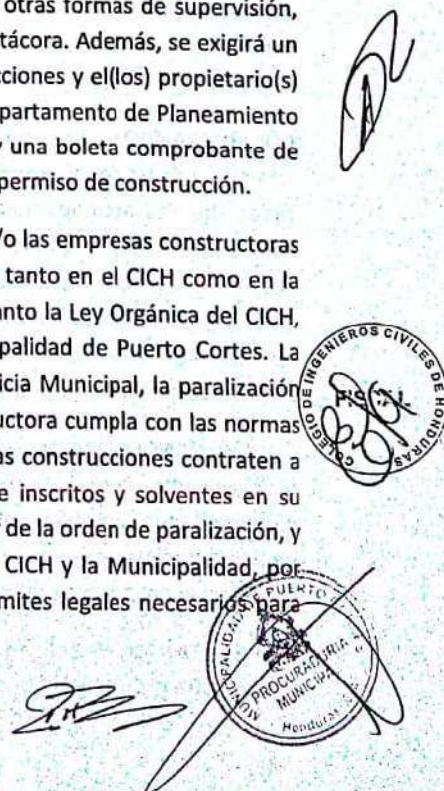 otras formas de supervisión,
tácora. Además, se exigirá un
cciones y el(los) propietario(s)
partamento de Planeamiento
y una boleta comprobante de
permiso de construcción.
/o las empresas constructoras
tanto en el CICH como en la
anto la Ley Orgánica del CICH,
palidad de Puerto Cortes. La
icia Municipal, la paralización
uctora cumpla con las normas
as construcciones contraten a
e inscritos y solventes en su
de la orden de paralización, y
CICH y la Municipalidad, por
mites legales necesarios para
COLEGIO DE INGENIEROS CIVILES DE HONDURAS
MUNICIPALIDAD DE PUERTO
PROCURADURIA
MUNICIPAL
Honduras